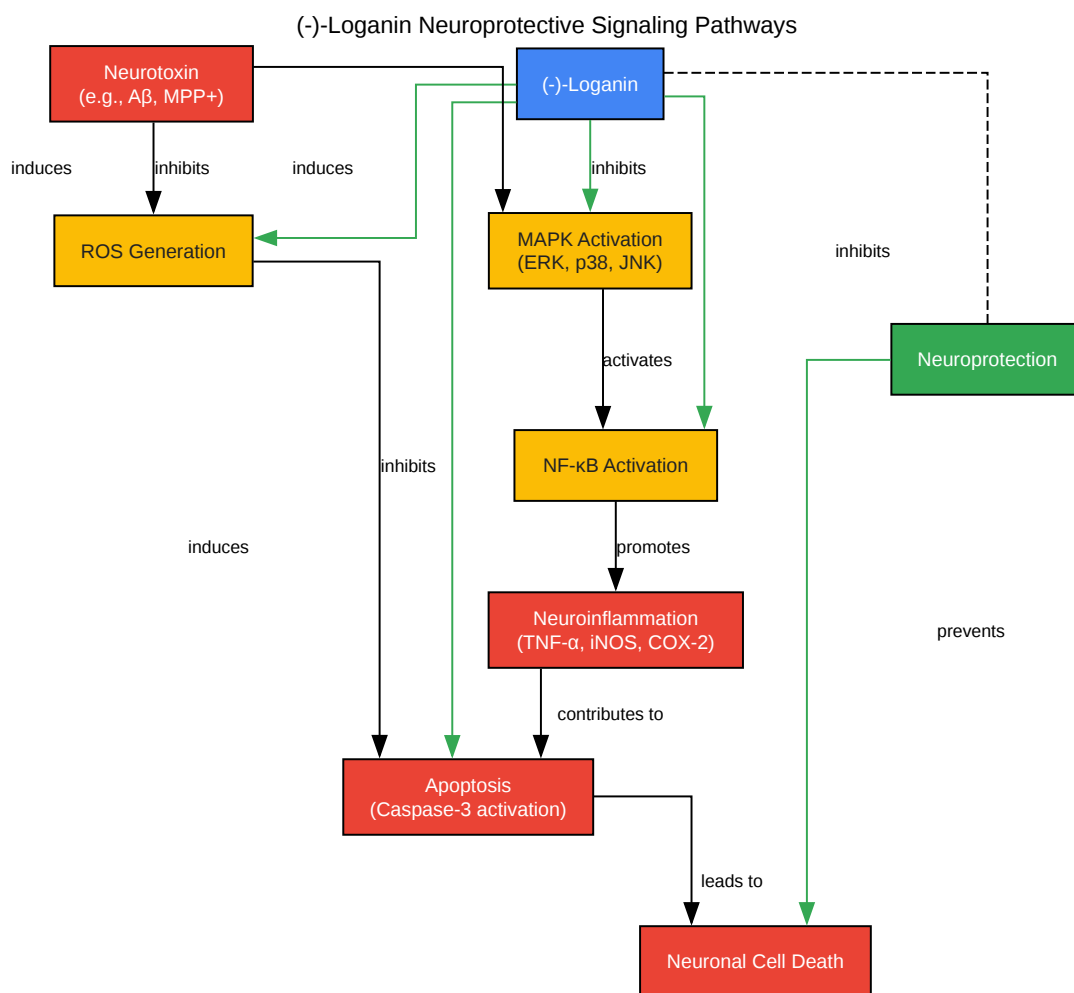 (-)-Loganin Neuroprotective Signaling Pathways
Neurotoxin
(e.g., Aβ, MPP+)
(-)-Loganin
induces
inhibits
induces
inhibits
ROS Generation
MAPK Activation
(ERK, p38, JNK)
inhibits
activates
Neuroprotection
NF-κB Activation
inhibits
induces
promotes
Neuroinflammation
(TNF-α, iNOS, COX-2)
prevents
contributes to
Apoptosis
(Caspase-3 activation)
leads to
Neuronal Cell Death